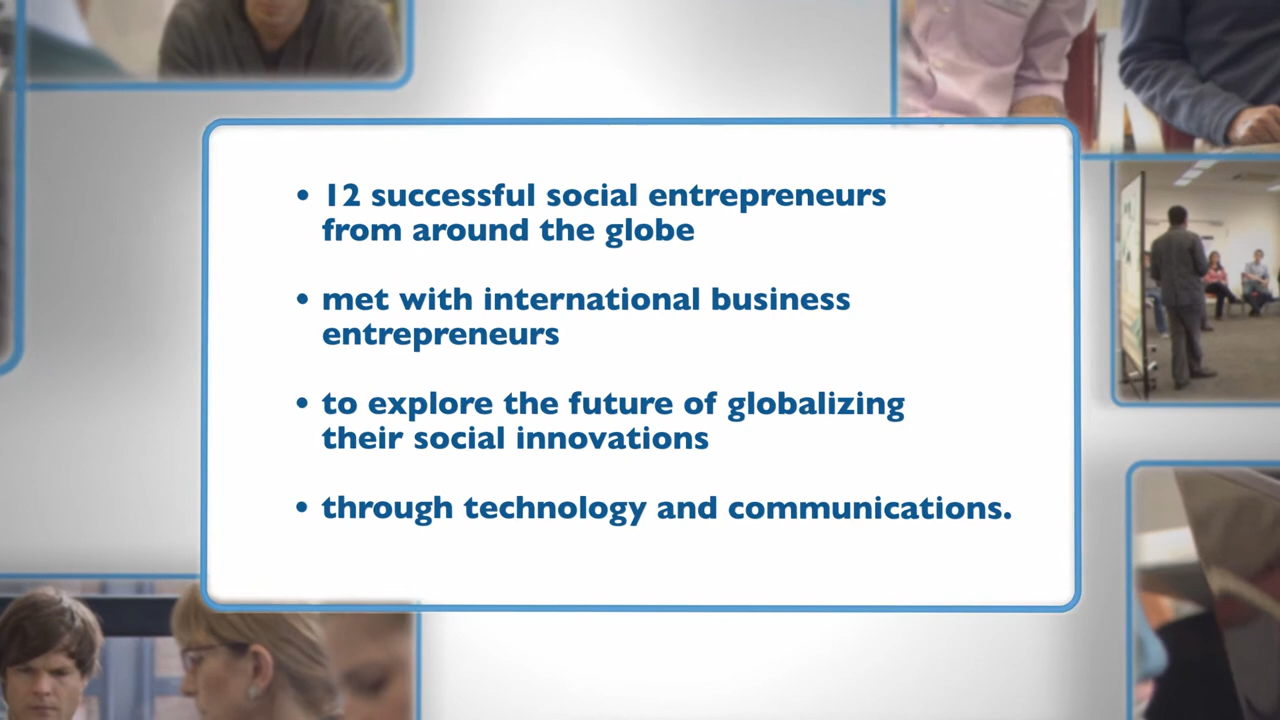 • 12 successful social entrepreneurs
from around the globe
• met with international business
entrepreneurs
• to explore the future of globalizing
their social innovations
• through technology and communications.